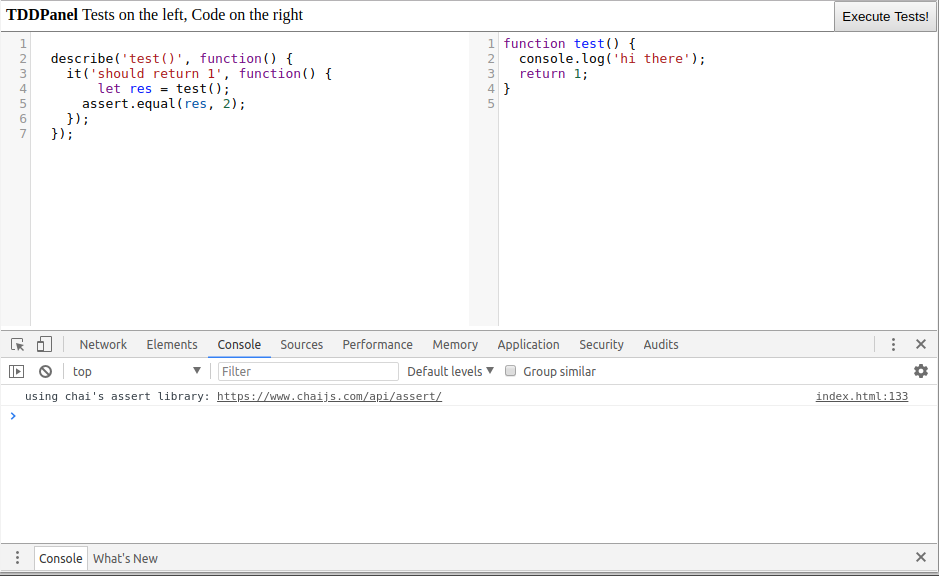 TDDPanel Tests on the left, Code on the right
Execute Tests!
1
2 describe('test()', function() {
3 it('should return 1', function() {
4 let res = test();
5 assert.equal(res, 2);
6 });
7 });
1 function test() {
2 console.log('hi there');
3 return 1;
4 }
5
Network Elements Console Sources Performance Memory Application Security Audits
top Filter Default levels Group similar
using chai's assert library: https://www.chaijs.com/api/assert/ index.html:133
Console What's New